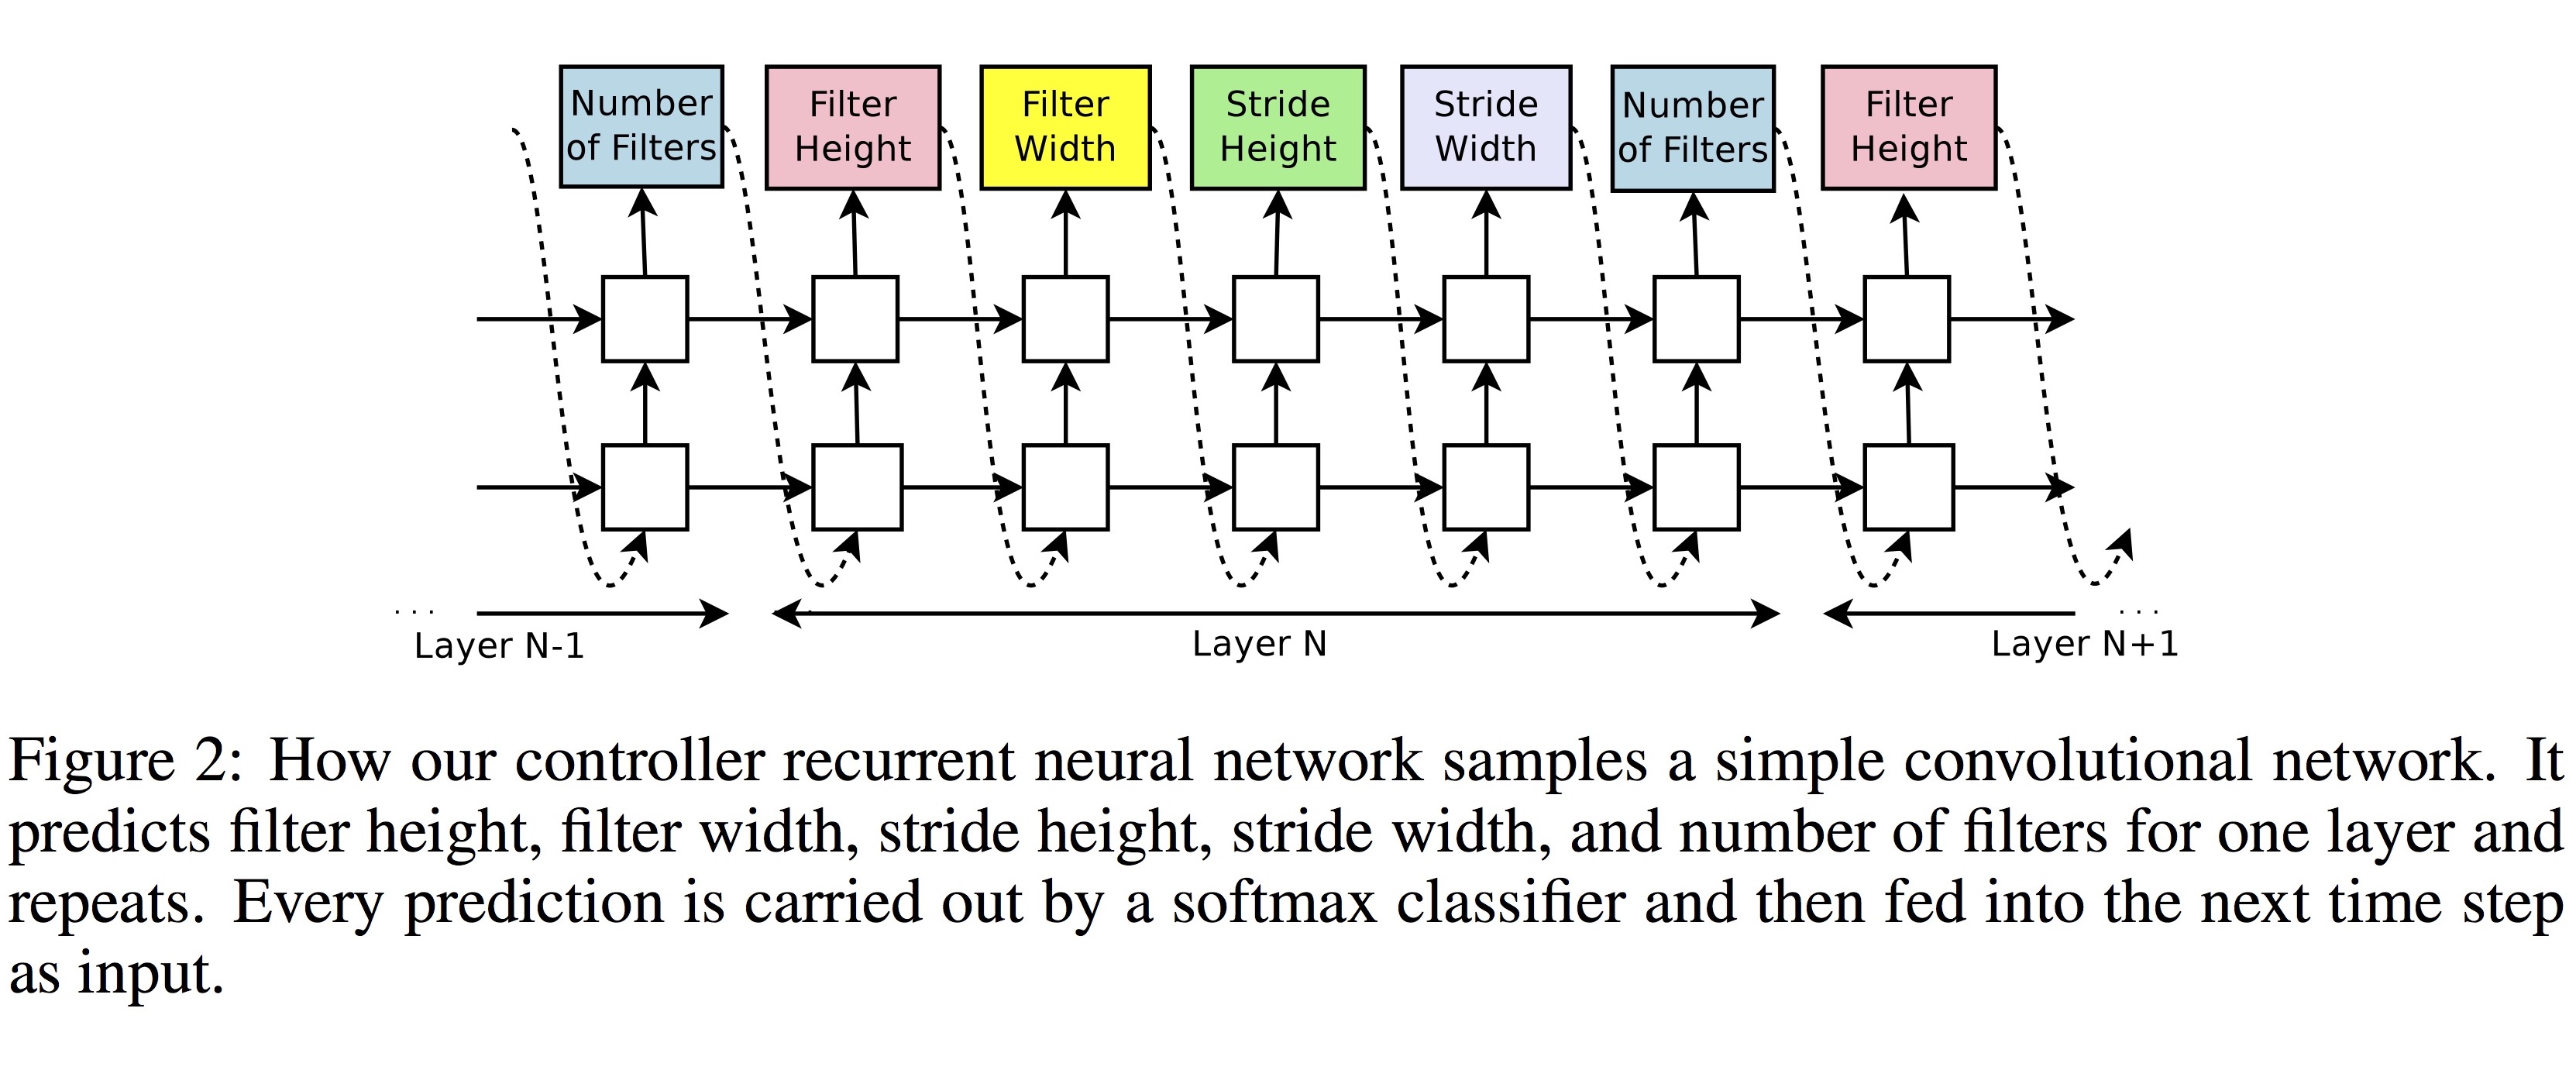 Number
of Filters
Filter
Height
Filter
Width
Stride
Height
Stride
Width
Number
of Filters
Filter
Height
. . .
Layer N-1
Layer N
. . .
Layer N+1
Figure 2: How our controller recurrent neural network samples a simple convolutional network. It
predicts filter height, filter width, stride height, stride width, and number of filters for one layer and
repeats. Every prediction is carried out by a softmax classifier and then fed into the next time step
as input.